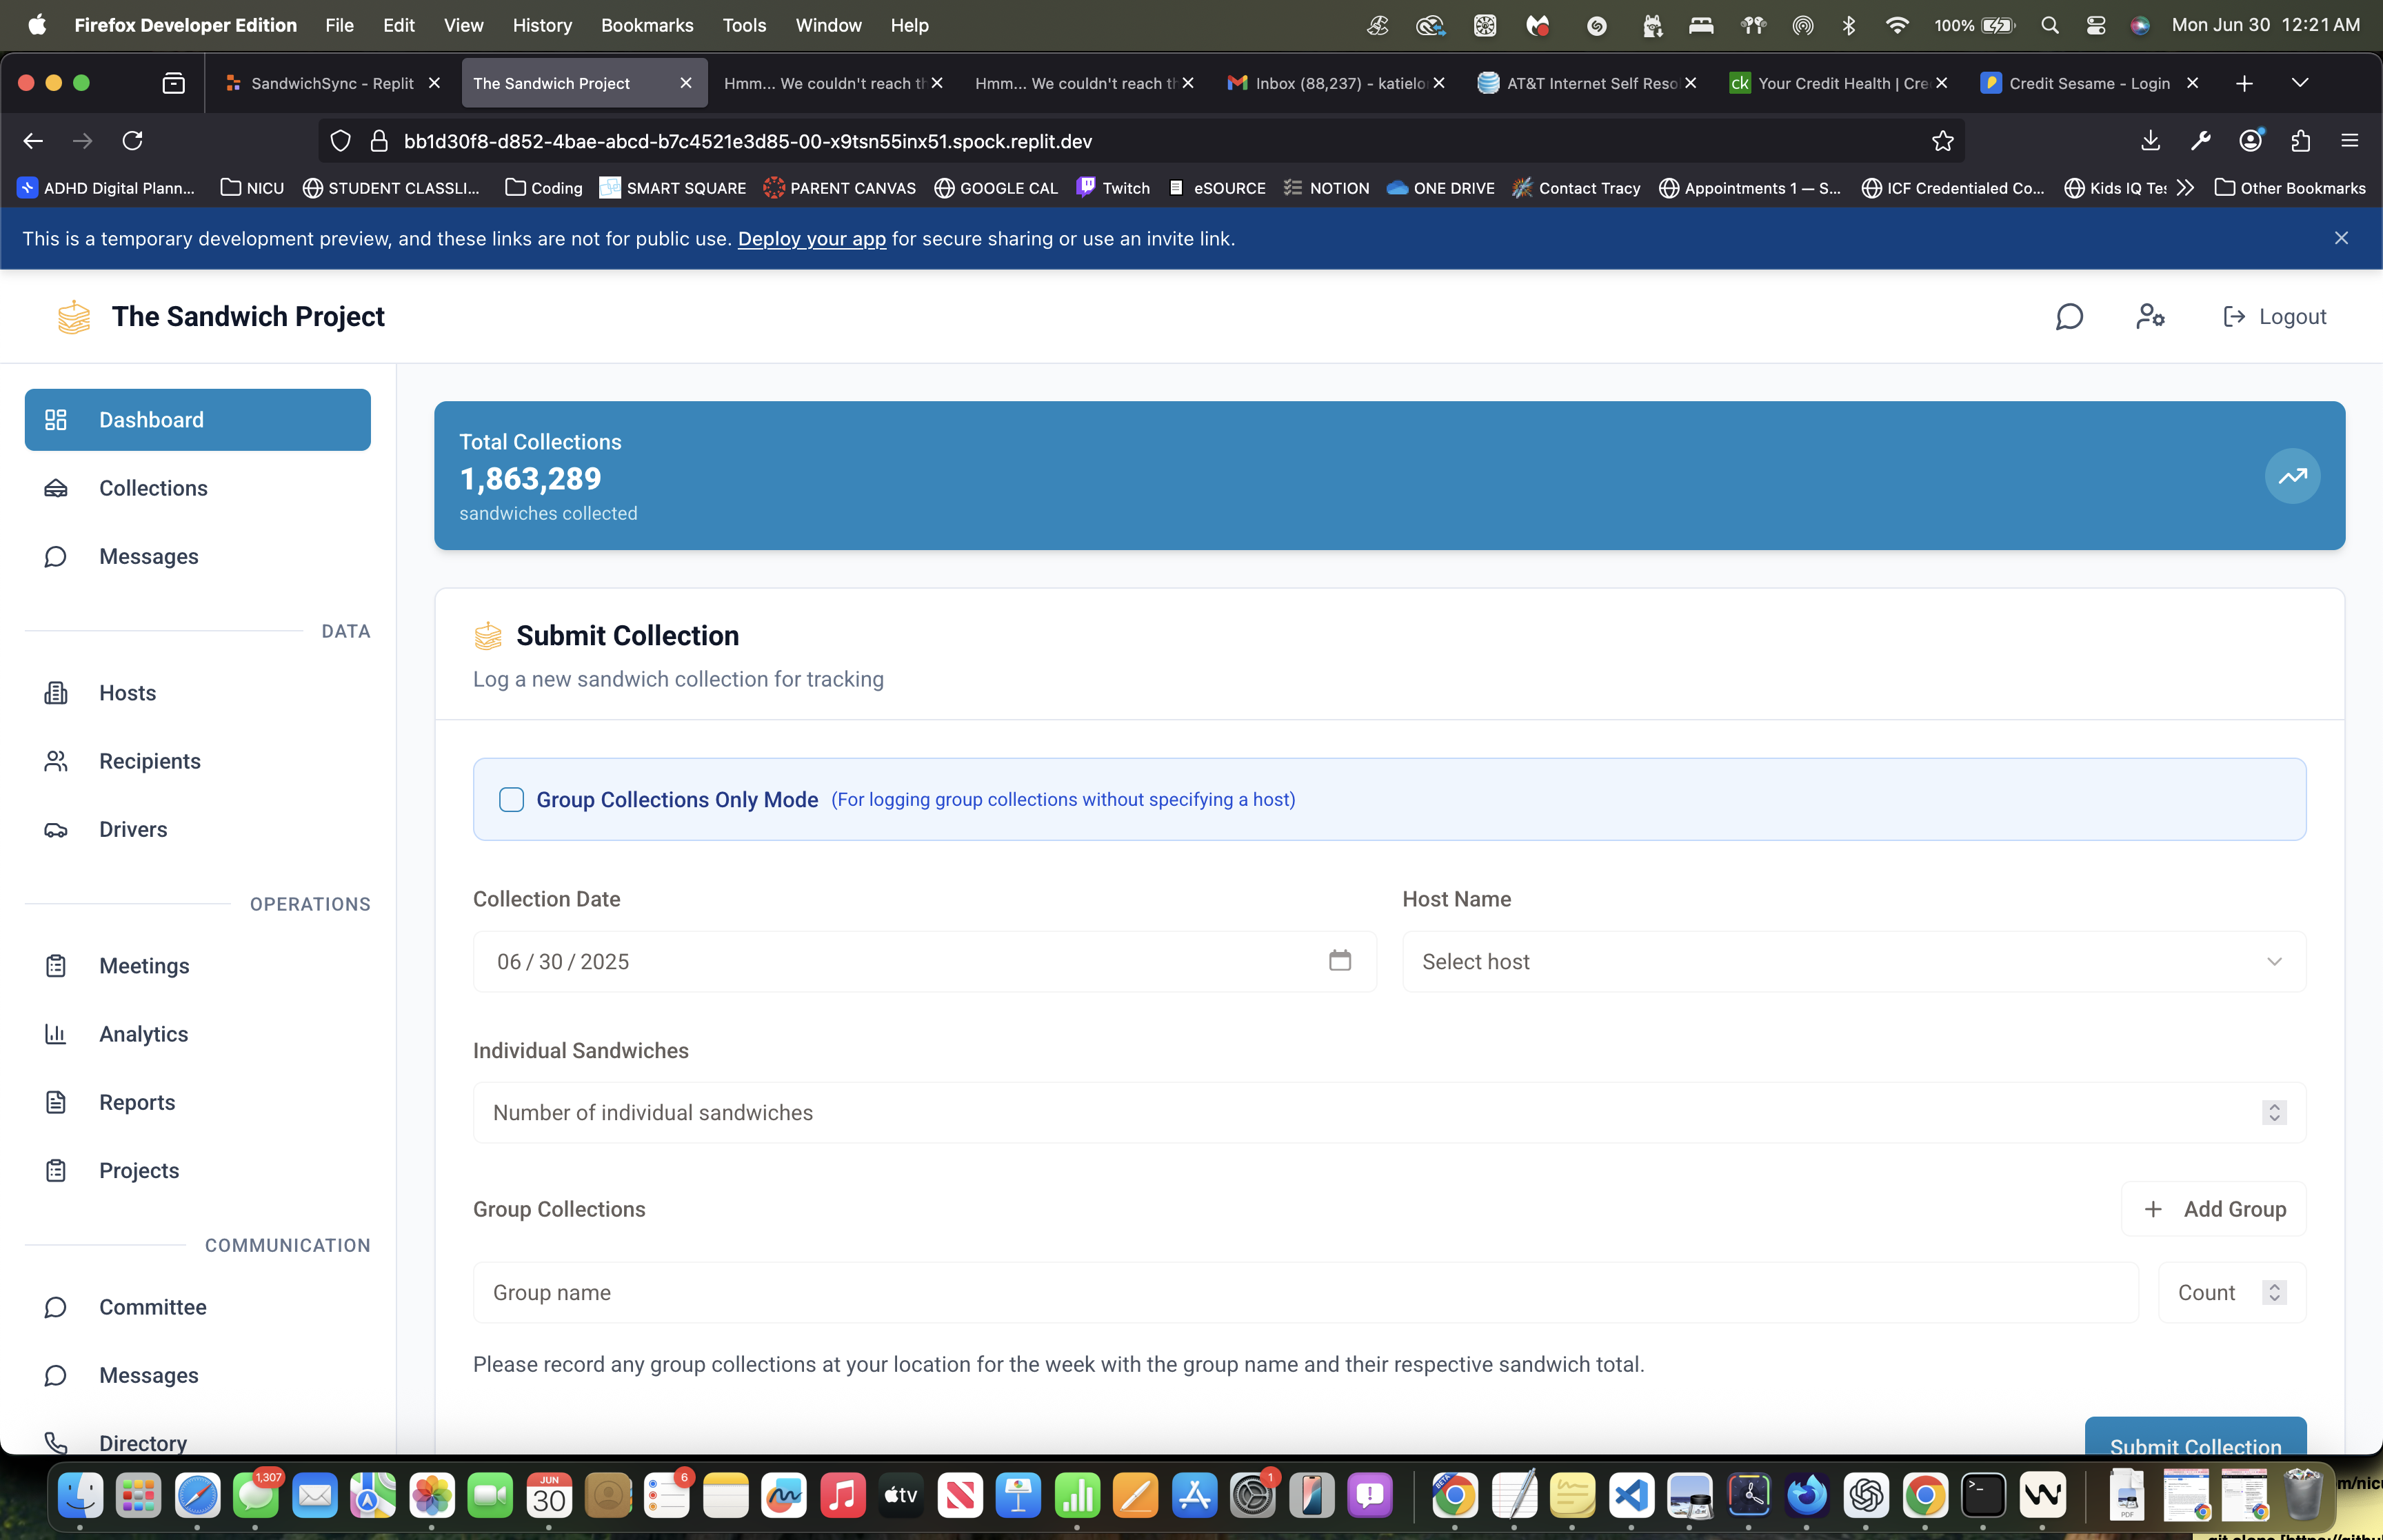 Firefox Developer Edition File Edit View History Bookmarks Tools Window Help 100% Mon Jun 30 12:21 AM
SandwichSync - Replit The Sandwich Project Hmm... We couldn't reach th Hmm... We couldn't reach th Inbox (88,237) - katielo AT&T Internet Self Reso ck Your Credit Health | Cre Credit Sesame - Login
bb1d30f8-d852-4bae-abcd-b7c4521e3d85-00-x9tsn55inx51.spock.replit.dev
ADHD Digital Plann... NICU STUDENT CLASSLI... Coding SMART SQUARE PARENT CANVAS GOOGLE CAL Twitch eSOURCE NOTION ONE DRIVE Contact Tracy Appointments 1 — S... ICF Credentialed Co... Kids IQ Tes Other Bookmarks
This is a temporary development preview, and these links are not for public use. Deploy your app for secure sharing or use an invite link.
The Sandwich Project
Logout
Dashboard
Collections
Messages
DATA
Hosts
Recipients
Drivers
OPERATIONS
Meetings
Analytics
Reports
Projects
COMMUNICATION
Committee
Messages
Directory
Total Collections
1,863,289
sandwiches collected
Submit Collection
Log a new sandwich collection for tracking
Group Collections Only Mode (For logging group collections without specifying a host)
Collection Date
Host Name
06 / 30 / 2025
Select host
Individual Sandwiches
Number of individual sandwiches
Group Collections
Add Group
Group name
Count
Please record any group collections at your location for the week with the group name and their respective sandwich total.
Submit Collection
1,307
JUN
30
6
tv
1
BETA
PDF
m/nicu